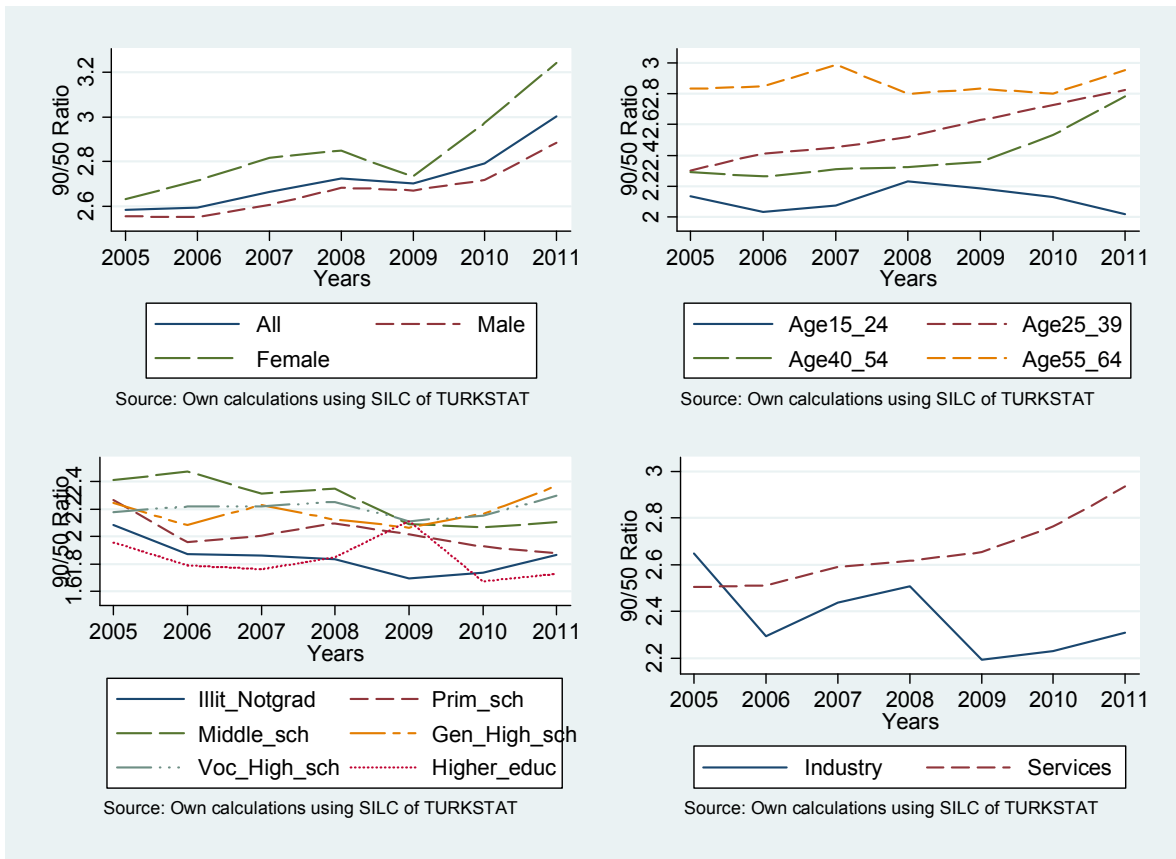 90/50 Ratio
3.2
3
2.8
2.6
2005 2006 2007 2008 2009 2010 2011
Years
All Male
Female
Source: Own calculations using SILC of TURKSTAT
90/50 Ratio
3
2.8
2.6
2.4
2.2
2
2005 2006 2007 2008 2009 2010 2011
Years
Age15_24 Age25_39
Age40_54 Age55_64
Source: Own calculations using SILC of TURKSTAT
90/50 Ratio
2.4
2.2
2
1.8
1.6
2005 2006 2007 2008 2009 2010 2011
Years
Illit_Notgrad Prim_sch
Middle_sch Gen_High_sch
Voc_High_sch Higher_educ
Source: Own calculations using SILC of TURKSTAT
90/50 Ratio
3
2.8
2.6
2.4
2.2
2005 2006 2007 2008 2009 2010 2011
Years
Industry Services
Source: Own calculations using SILC of TURKSTAT